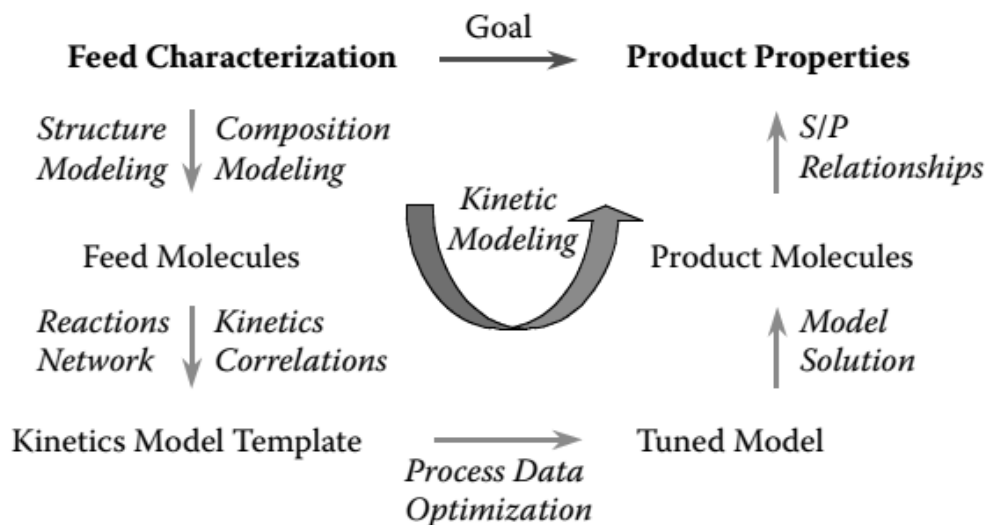 Goal
Feed Characterization
Product Properties
Structure
Modeling
Composition
Modeling
S/P
Relationships
Kinetic
Modeling
Feed Molecules
Product Molecules
Reactions
Network
Kinetics
Correlations
Model
Solution
Kinetics Model Template
Tuned Model
Process Data
Optimization